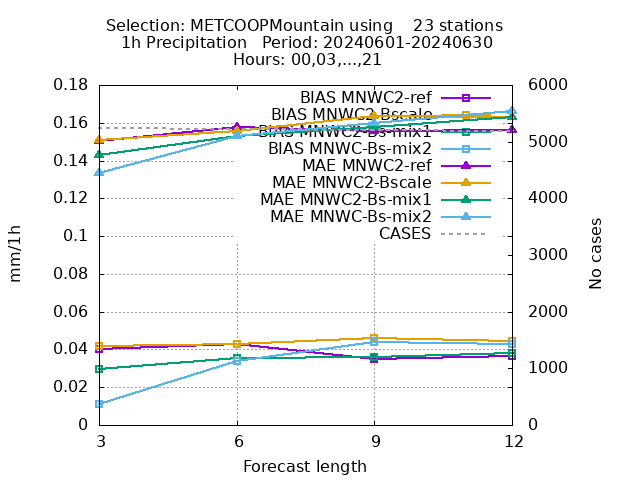 Selection: METCOOPMountain using 23 stations
1h Precipitation Period: 20240601-20240630
Hours: 00,03,...,21
0.18
0.16
0.14
0.12
0.1
0.08
0.06
0.04
0.02
0
6000
5000
4000
3000
2000
1000
0
BIAS MNWC2-ref
BIAS MNWC2-Bscale
BIAS MNWC2-Bs-mix1
BIAS MNWC-Bs-mix2
MAE MNWC2-ref
MAE MNWC2-Bscale
MAE MNWC2-Bs-mix1
MAE MNWC-Bs-mix2
CASES
mm/1h
No cases
3 6 9 12
Forecast length